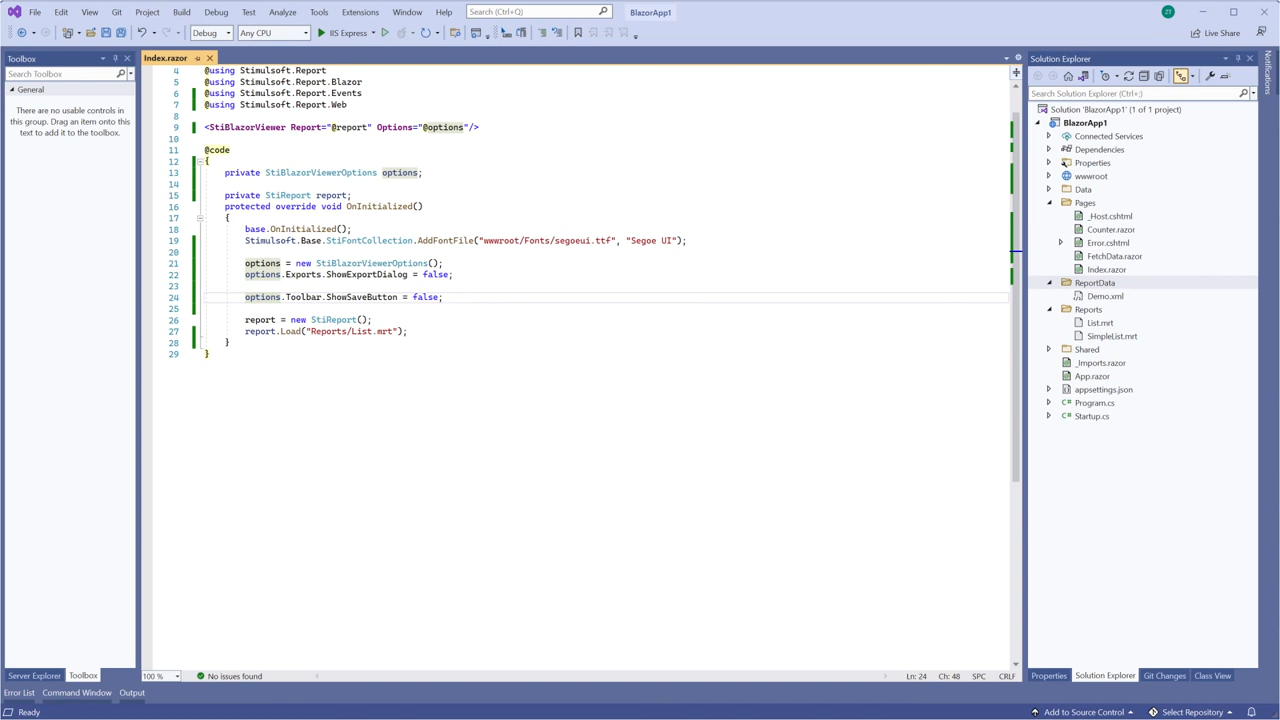 File Edit View Git Project Build Debug Test Analyze Tools Extensions Window Help Search (Ctrl+Q) BlazorApp1 ZT
Debug Any CPU IIS Express Live Share
Toolbox
Search Toolbox
General
There are no usable controls in
this group. Drag an item onto this
text to add it to the toolbox.
Index.razor
4 @using Stimulsoft.Report
5 @using Stimulsoft.Report.Blazor
6 @using Stimulsoft.Report.Events
7 @using Stimulsoft.Report.Web
8
9 <StiBlazorViewer Report="@report" Options="@options"/>
10
11 @code
12 {
13 private StiBlazorViewerOptions options;
14
15 private StiReport report;
16 protected override void OnInitialized()
17 {
18 base.OnInitialized();
19 Stimulsoft.Base.StiFontCollection.AddFontFile("wwwroot/Fonts/segoeui.ttf", "Segoe UI");
20
21 options = new StiBlazorViewerOptions();
22 options.Exports.ShowExportDialog = false;
23
24 options.Toolbar.ShowSaveButton = false;
25
26 report = new StiReport();
27 report.Load("Reports/List.mrt");
28 }
29 }
Solution Explorer
Search Solution Explorer (Ctrl+;)
Solution 'BlazorApp1' (1 of 1 project)
BlazorApp1
Connected Services
Dependencies
Properties
wwwroot
Data
Pages
_Host.cshtml
Counter.razor
Error.cshtml
FetchData.razor
Index.razor
ReportData
Demo.xml
Reports
List.mrt
SimpleList.mrt
Shared
_Imports.razor
App.razor
appsettings.json
C# Program.cs
C# Startup.cs
Notifications
Server Explorer Toolbox
100 % No issues found Ln: 24 Ch: 48 SPC CRLF
Properties Solution Explorer Git Changes Class View
Error List Command Window Output
Ready Add to Source Control Select Repository